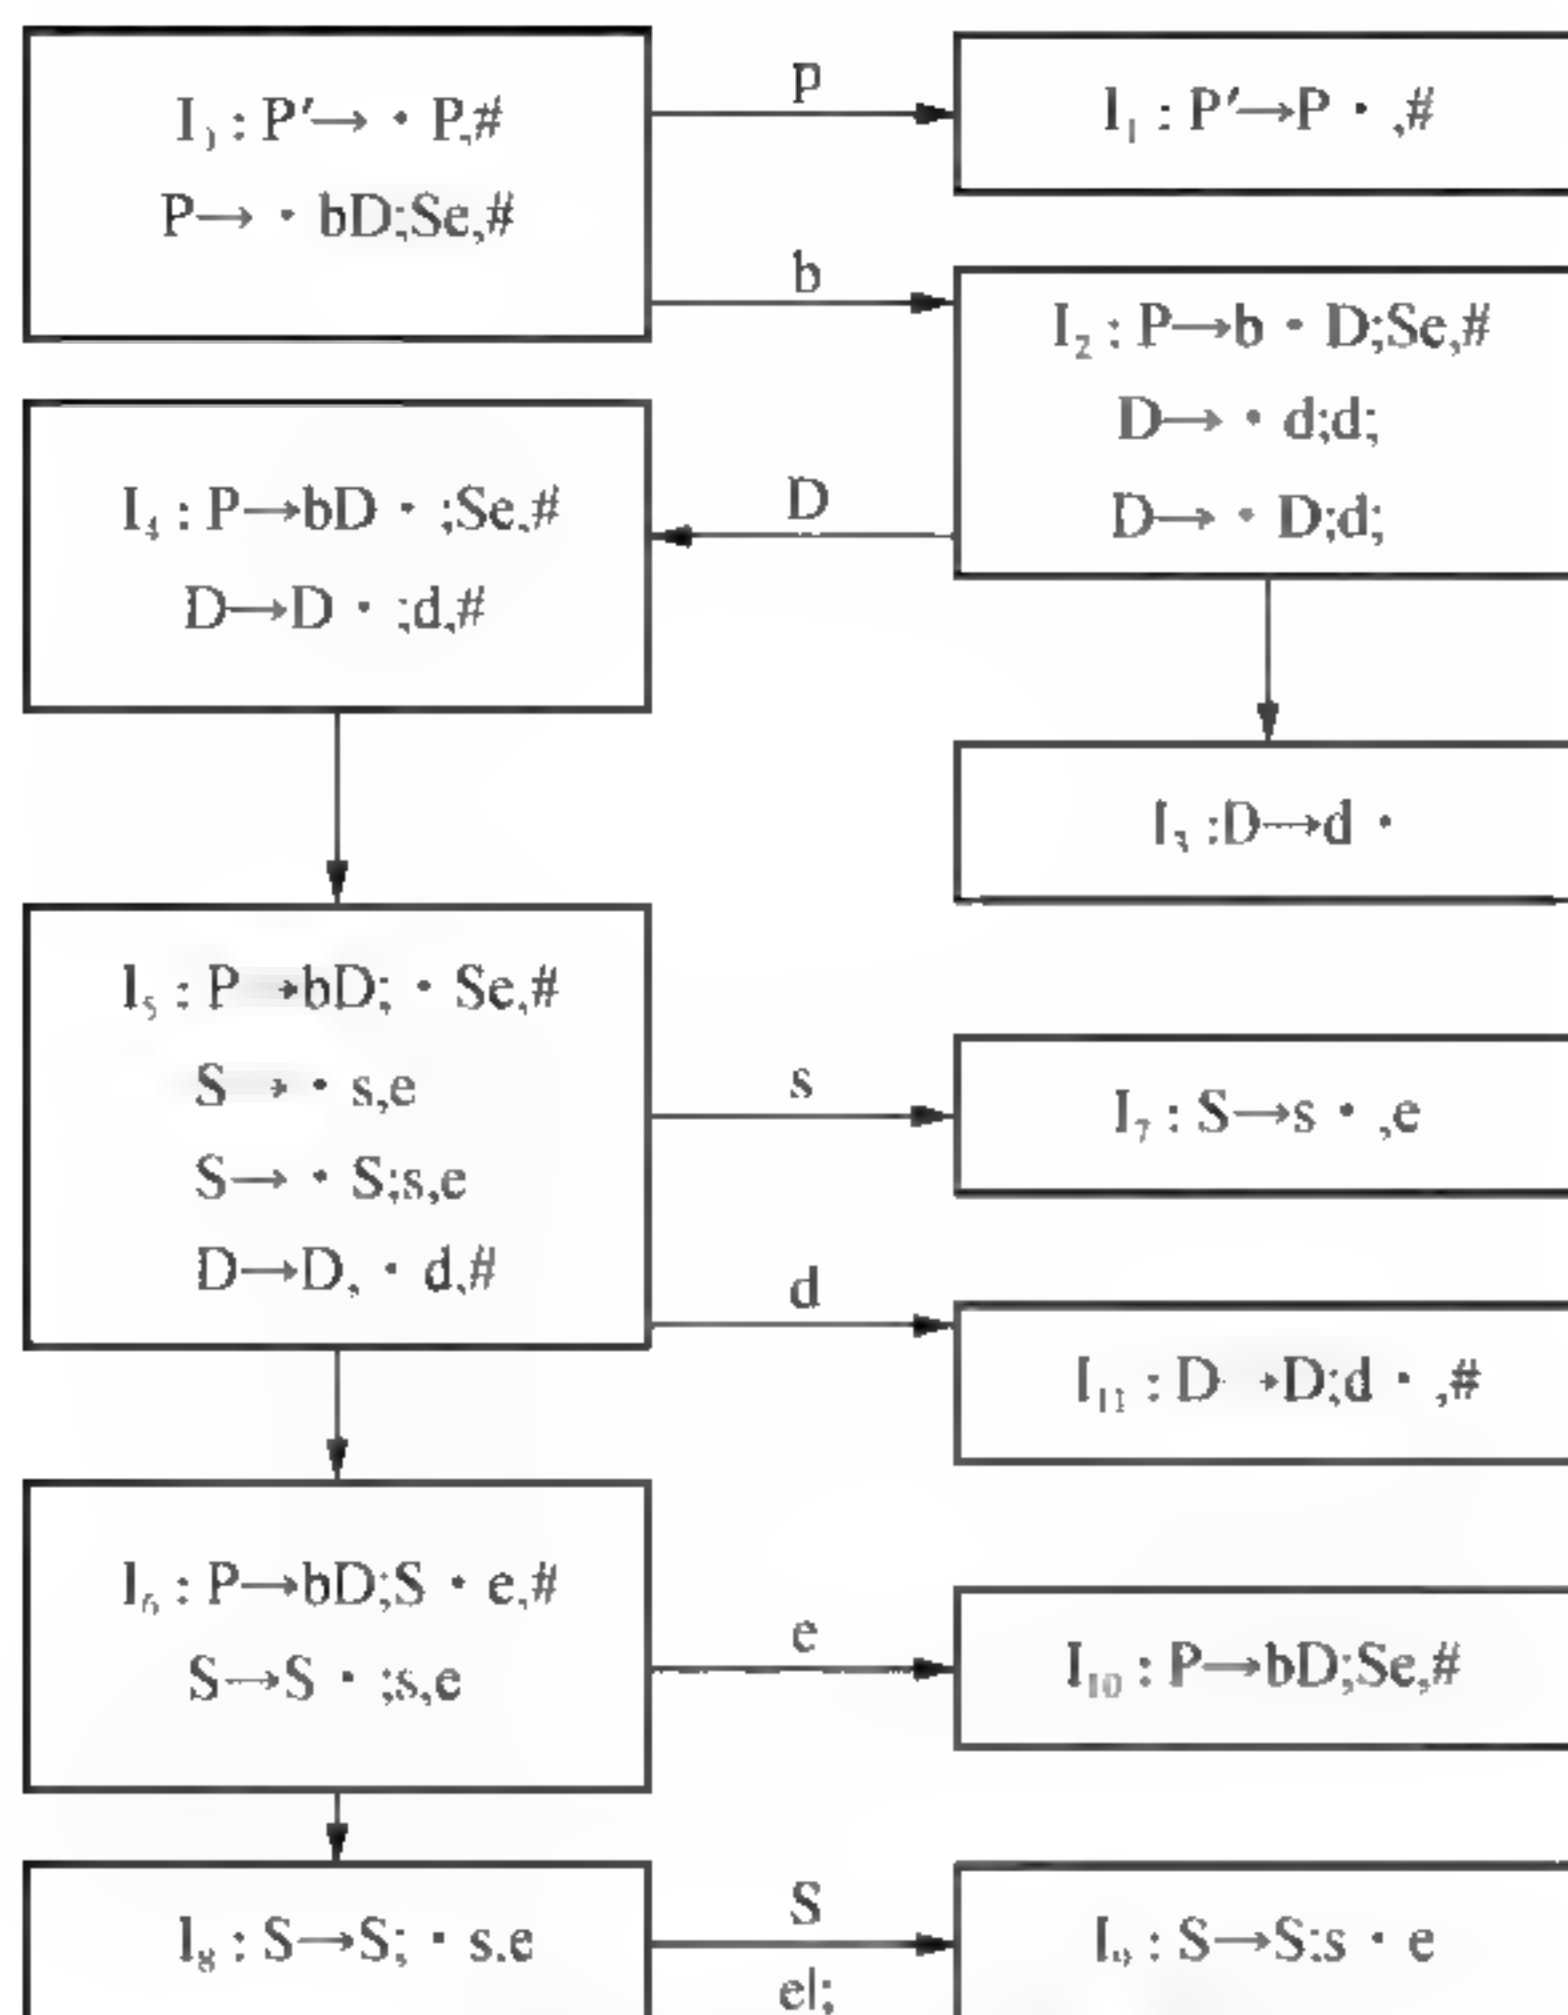 I₀ : P′→ · P,#
P→ · bD;Se,#
p
I₁ : P′→P · ,#
b
I₂ : P→b · D;Se,#
D→ · d;d;
D→ · D;d;
D
I₄ : P→bD · ;Se,#
D→D · ;d,#
I₃ :D→d ·
I₅ : P→bD; · Se,#
S→ · s,e
S→ · S;s,e
D→D, · d,#
s
I₇ : S→s · ,e
d
I₁₁ : D→D;d · ,#
I₆ : P→bD;S · e,#
S→S · ;s,e
e
I₁₀ : P→bD;Se,#
I₈ : S→S; · s,e
S
el;
I₉ : S→S;s · e